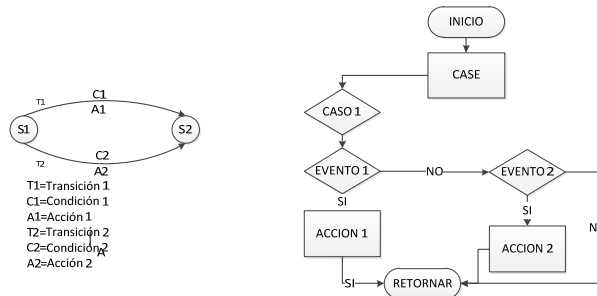 T1
C1
A1
S1
S2
T2
C2
A2
T1=Transición 1
C1=Condición 1
A1=Acción 1
T2=Transición 2
C2=Condición 2
A
A2=Acción 2
INICIO
CASE
CASO 1
EVENTO 1
NO
EVENTO 2
SI
SI
N
ACCION 1
ACCION 2
SI
RETORNAR